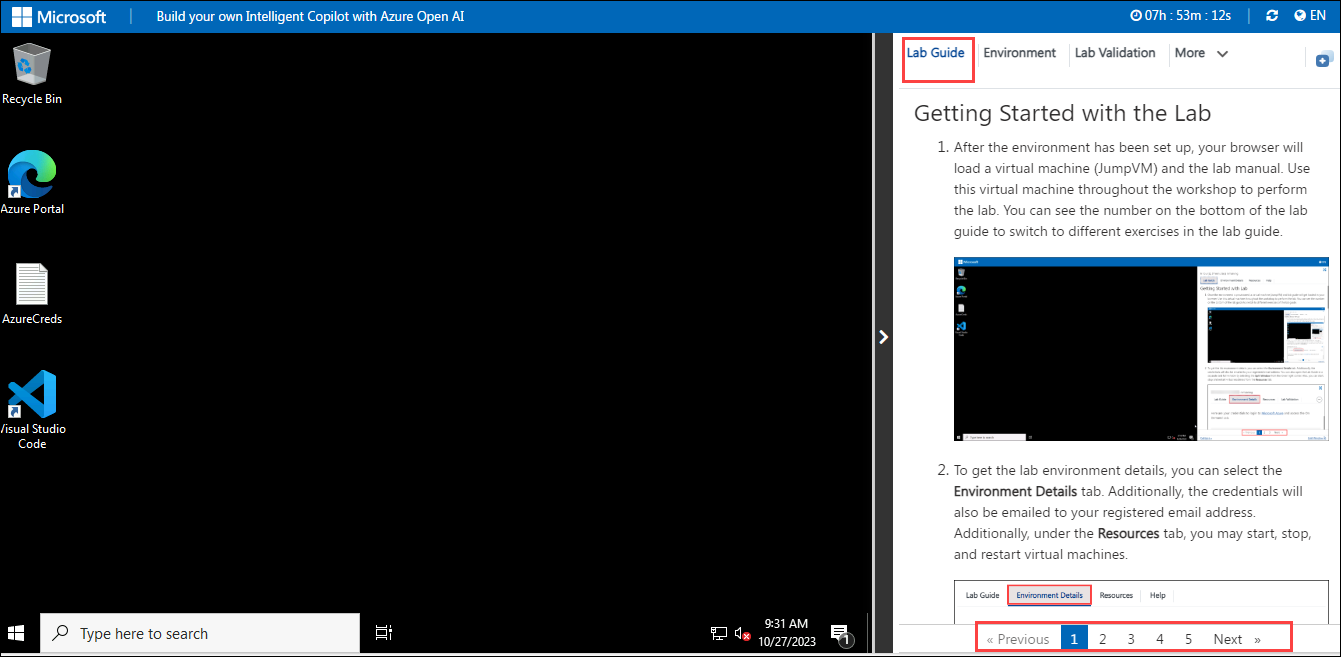 Microsoft
Build your own Intelligent Copilot with Azure Open AI
07h : 53m : 12s
EN
Recycle Bin
Azure Portal
AzureCreds
Visual Studio
Code
Type here to search
9:31 AM
10/27/2023
1
Lab Guide
Environment
Lab Validation
More
Getting Started with the Lab
1. After the environment has been set up, your browser will
load a virtual machine (JumpVM) and the lab manual. Use
this virtual machine throughout the workshop to perform
the lab. You can see the number on the bottom of the lab
guide to switch to different exercises in the lab guide.
Microsoft
Getting Started with Lab
2. To get the lab environment details, you can select the
Environment Details tab. Additionally, the credentials will
also be emailed to your registered email address.
Additionally, under the Resources tab, you may start, stop,
and restart virtual machines.
Lab Guide
Environment Details
Resources
Help
« Previous 1 2 3 4 5 Next »